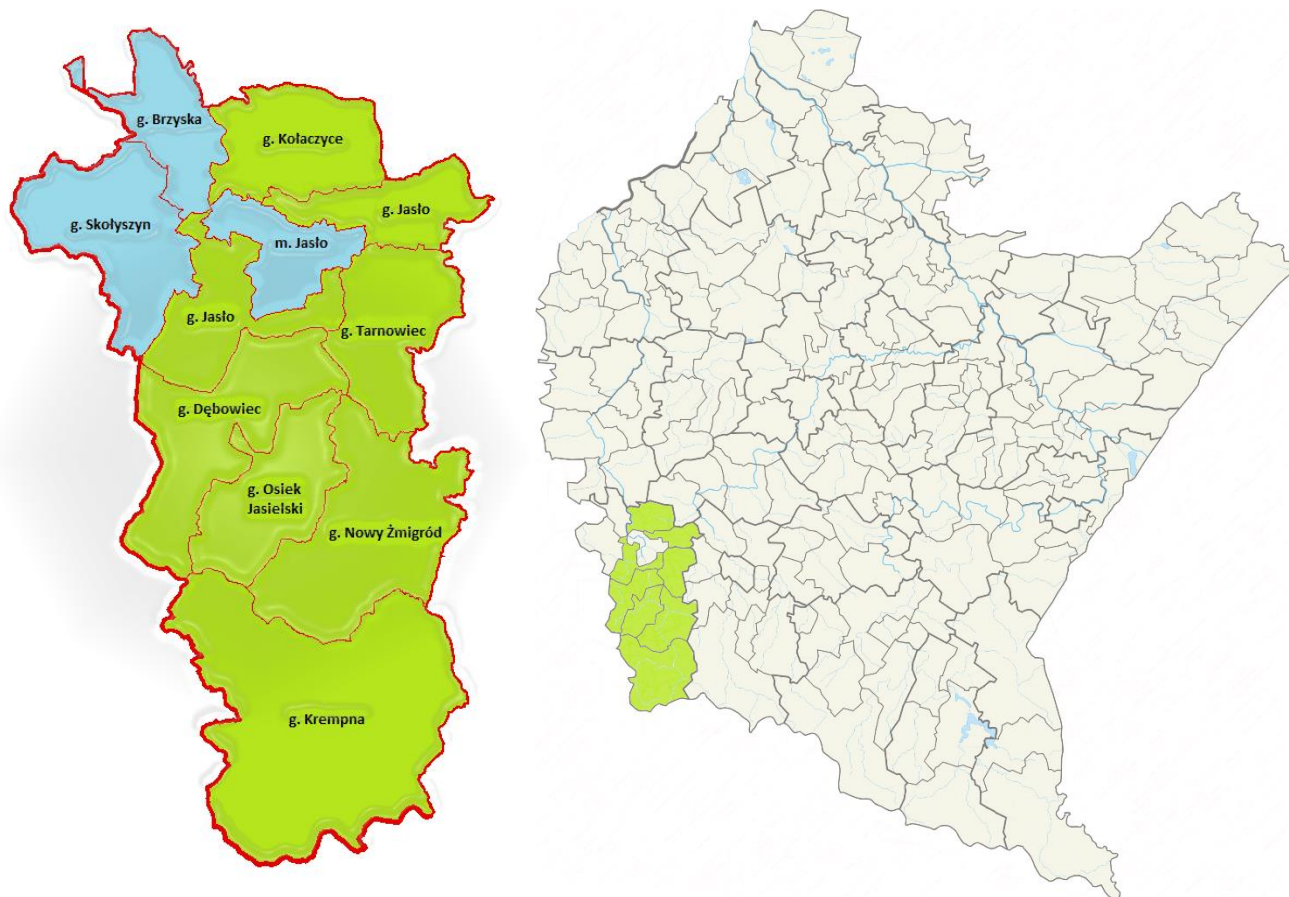 g. Brzyska
g. Kołaczyce
g. Jasło
g. Skołyszyn
m. Jasło
g. Jasło
g. Tarnowiec
g. Dębowiec
g. Osiek
Jasielski
g. Nowy Żmigród
g. Krempna